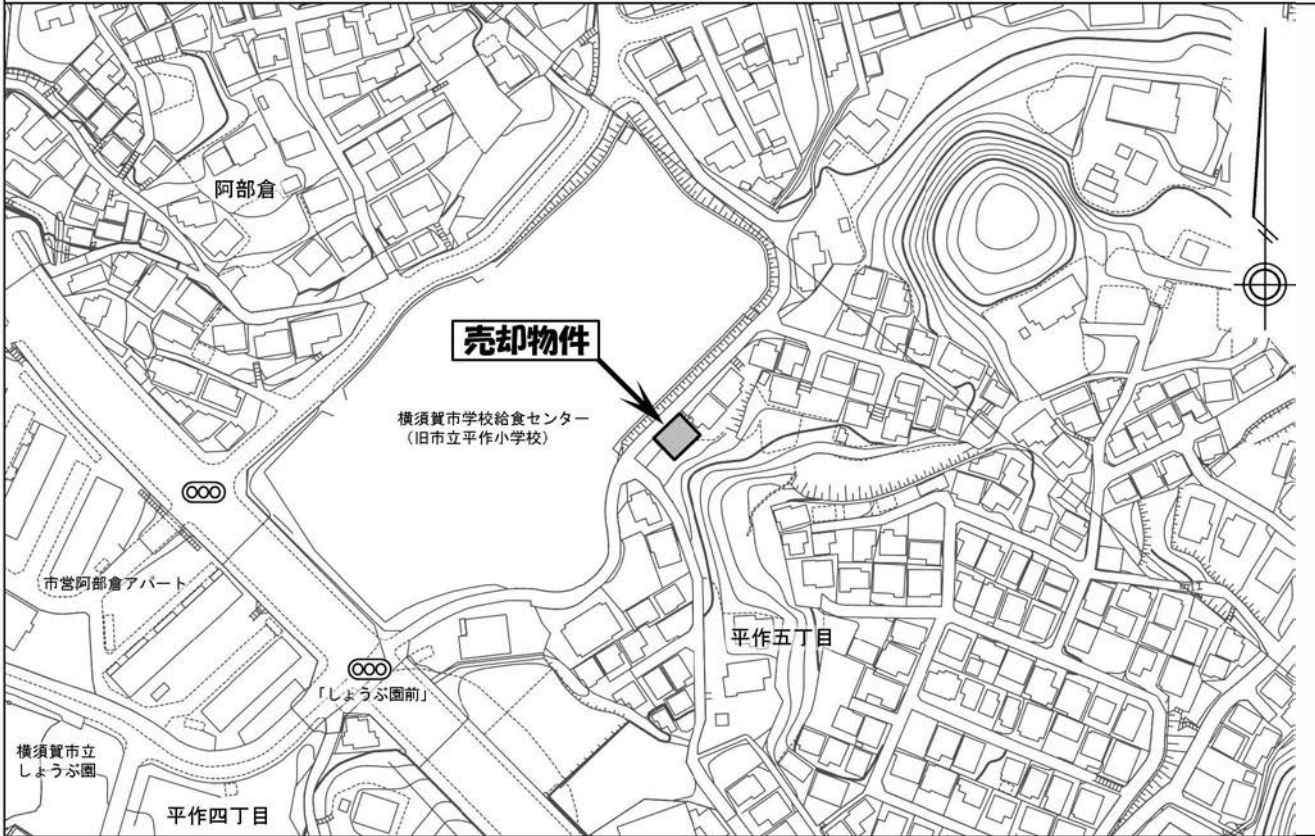 阿部倉
売却物件
横須賀市学校給食センター
(旧市立平作小学校)
市営阿部倉アパート
平作五丁目
「しょうぶ園前」
横須賀市立
しょうぶ園
平作四丁目